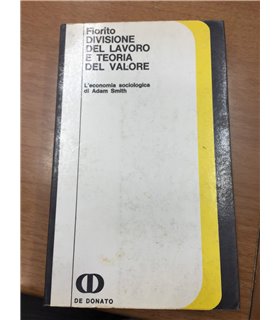 Fiorito
DIVISIONE
DEL LAVORO
E TEORIA
DEL VALORE
L'economia sociologica
di Adam Smith
DE DONATO